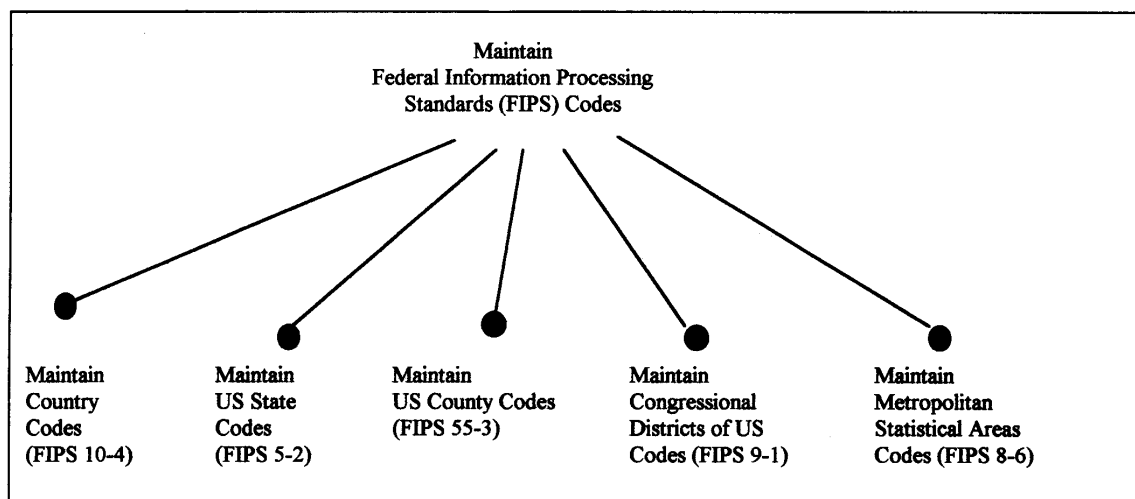 Maintain
Federal Information Processing
Standards (FIPS) Codes
Maintain
Country
Codes
(FIPS 10-4)
Maintain
US State
Codes
(FIPS 5-2)
Maintain
US County Codes
(FIPS 55-3)
Maintain
Congressional
Districts of US
Codes (FIPS 9-1)
Maintain
Metropolitan
Statistical Areas
Codes (FIPS 8-6)